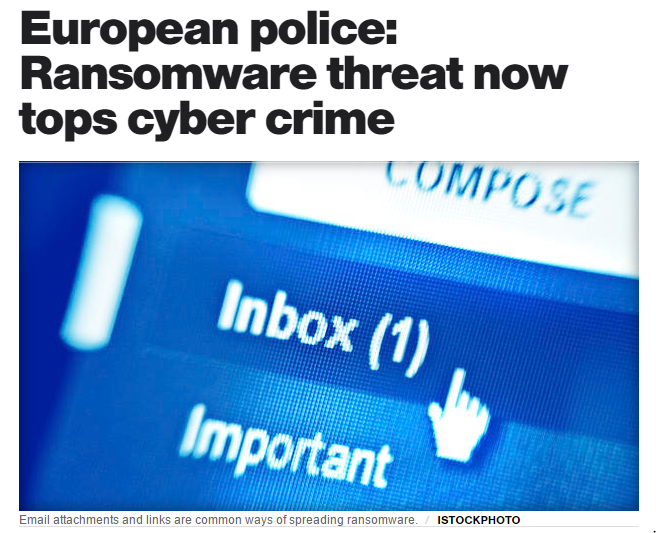 European police:
Ransomware threat now
tops cyber crime
COMPOSE
Inbox (1)
Important
Email attachments and links are common ways of spreading ransomware. / ISTOCKPHOTO